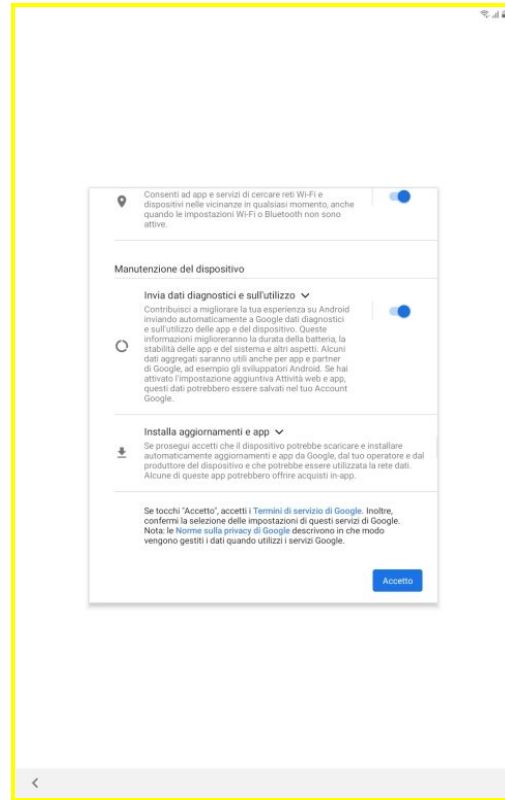 Consenti ad app e servizi di cercare reti Wi-Fi e
dispositivi nelle vicinanze in qualsiasi momento, anche
quando le impostazioni Wi-Fi o Bluetooth non sono
attive.
Manutenzione del dispositivo
Invia dati diagnostici e sull'utilizzo
Contribuisci a migliorare la tua esperienza su Android
inviando automaticamente a Google dati diagnostici
e sull'utilizzo delle app e del dispositivo. Queste
informazioni miglioreranno la durata della batteria, la
stabilità delle app e del sistema e altri aspetti. Alcuni
dati aggregati saranno utili anche per app e partner
di Google, ad esempio gli sviluppatori Android. Se hai
attivato l'impostazione aggiuntiva Attività web e app,
questi dati potrebbero essere salvati nel tuo Account
Google.
Installa aggiornamenti e app
Se prosegui accetti che il dispositivo potrebbe scaricare e installare
automaticamente aggiornamenti e app da Google, dal tuo operatore e dal
produttore del dispositivo e che potrebbe essere utilizzata la rete dati.
Alcune di queste app potrebbero offrire acquisti in-app.
Se tocchi "Accetto", accetti i Termini di servizio di Google. Inoltre,
confermi la selezione delle impostazioni di questi servizi di Google.
Nota: le Norme sulla privacy di Google descrivono in che modo
vengono gestiti i dati quando utilizzi i servizi Google.
Accetto